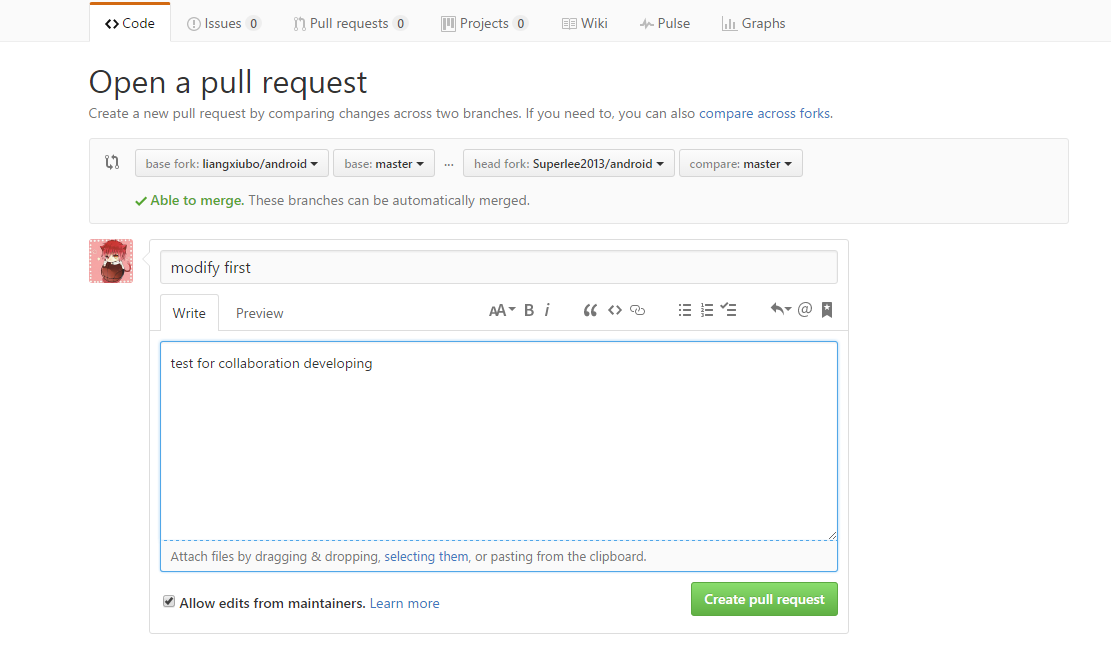 Code Issues 0 Pull requests 0 Projects 0 Wiki Pulse Graphs
Open a pull request
Create a new pull request by comparing changes across two branches. If you need to, you can also compare across forks.
base fork: liangxiubo/android base: master ... head fork: Superlee2013/android compare: master
Able to merge. These branches can be automatically merged.
modify first
Write Preview AA B i
test for collaboration developing
Attach files by dragging & dropping, selecting them, or pasting from the clipboard.
Allow edits from maintainers. Learn more Create pull request